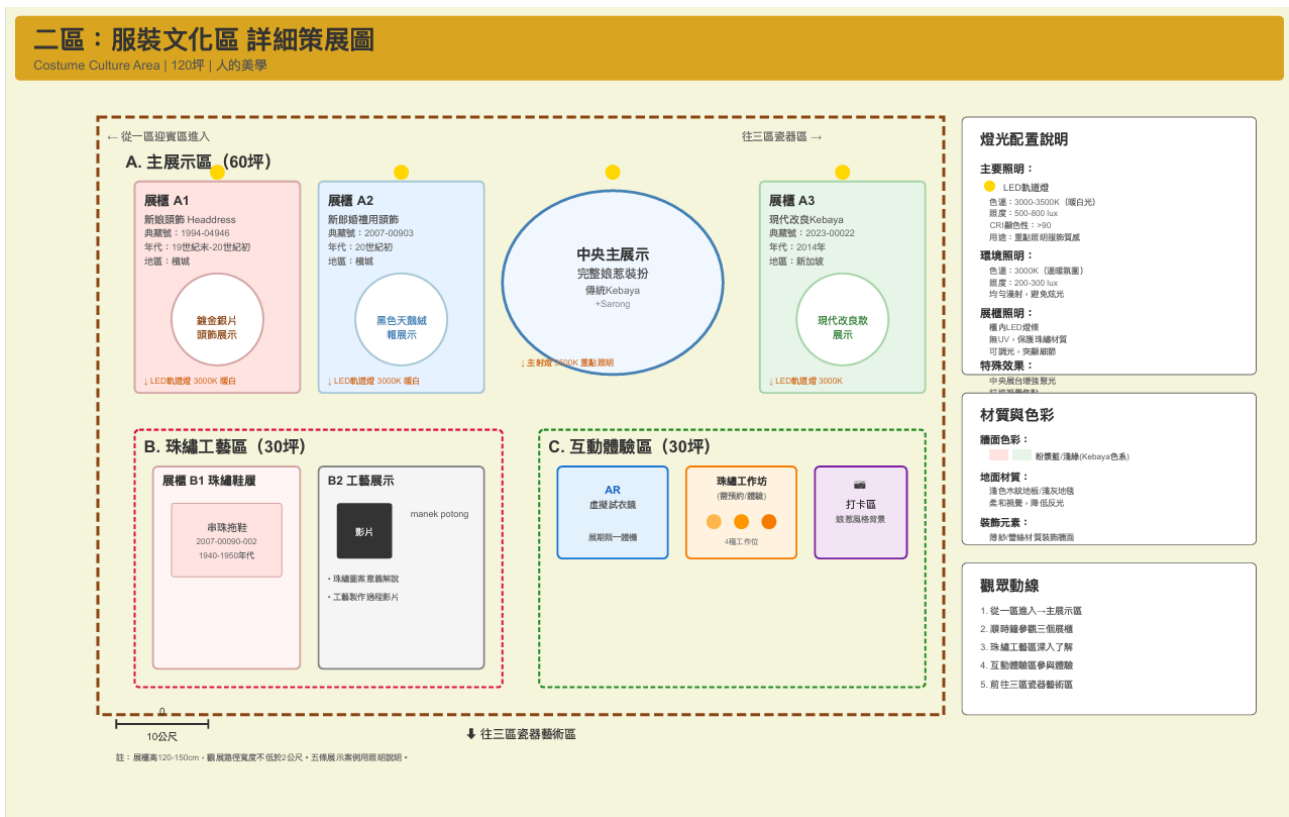 二區：服裝文化區 詳細策展圖
Costume Culture Area | 120坪 | 人的美學
← 從一區迎賓區進入
往三區瓷器區 →
A. 主展示區（60坪）
展櫃 A1
新娘頭飾 Headdress
典藏號：1994-04946
年代：19世紀末-20世紀初
地區：檳城
鍍金銀片
頭飾展示
↓ LED軌道燈 3000K 暖白
展櫃 A2
新郎婚禮用頭飾
典藏號：2007-00903
年代：20世紀初
地區：檳城
黑色天鵝絨
帽展示
↓ LED軌道燈 3000K 暖白
中央主展示
完整娘惹裝扮
傳統Kebaya
+Sarong
↓ 主射燈 3500K 重點照明
展櫃 A3
現代改良Kebaya
典藏號：2023-00022
年代：2014年
地區：新加坡
現代改良款
展示
↓ LED軌道燈 3000K
B. 珠繡工藝區（30坪）
展櫃 B1 珠繡鞋履
串珠拖鞋
2007-00090-002
1940-1950年代
B2 工藝展示
影片
manek potong
• 珠繡圖案意義解說
• 工藝製作過程影片
C. 互動體驗區（30坪）
AR
虛擬試衣鏡
展期限一體機
珠繡工作坊
(需預約/體驗)
4種工作位
打卡區
娘惹風格背景
0
10公尺
⬇ 往三區瓷器藝術區
註：展櫃高120-150cm，觀展路徑寬度不低於2公尺。五條展示案例用照明說明。
燈光配置說明
主要照明：
LED軌道燈
色溫：3000-3500K（暖白光）
照度：500-800 lux
CRI顯色性：>90
用途：重點照明服飾質感
環境照明：
色溫：3000K（溫暖氛圍）
照度：200-300 lux
均勻漫射，避免炫光
展櫃照明：
櫃內LED燈條
無UV，保護珠繡材質
可調光，突顯細節
特殊效果：
中央展台增強聚光
材質與色彩
牆面色彩：
粉景藍/淺綠(Kebaya色系)
地面材質：
淺色木紋地板/淺灰地毯
柔和視覺，降低反光
裝飾元素：
薄紗/蕾絲材質裝飾牆面
觀眾動線
1. 從一區進入→主展示區
2. 順時鐘參觀三個展櫃
3. 珠繡工藝區深入了解
4. 互動體驗區參與體驗
5. 前往三區瓷器藝術區